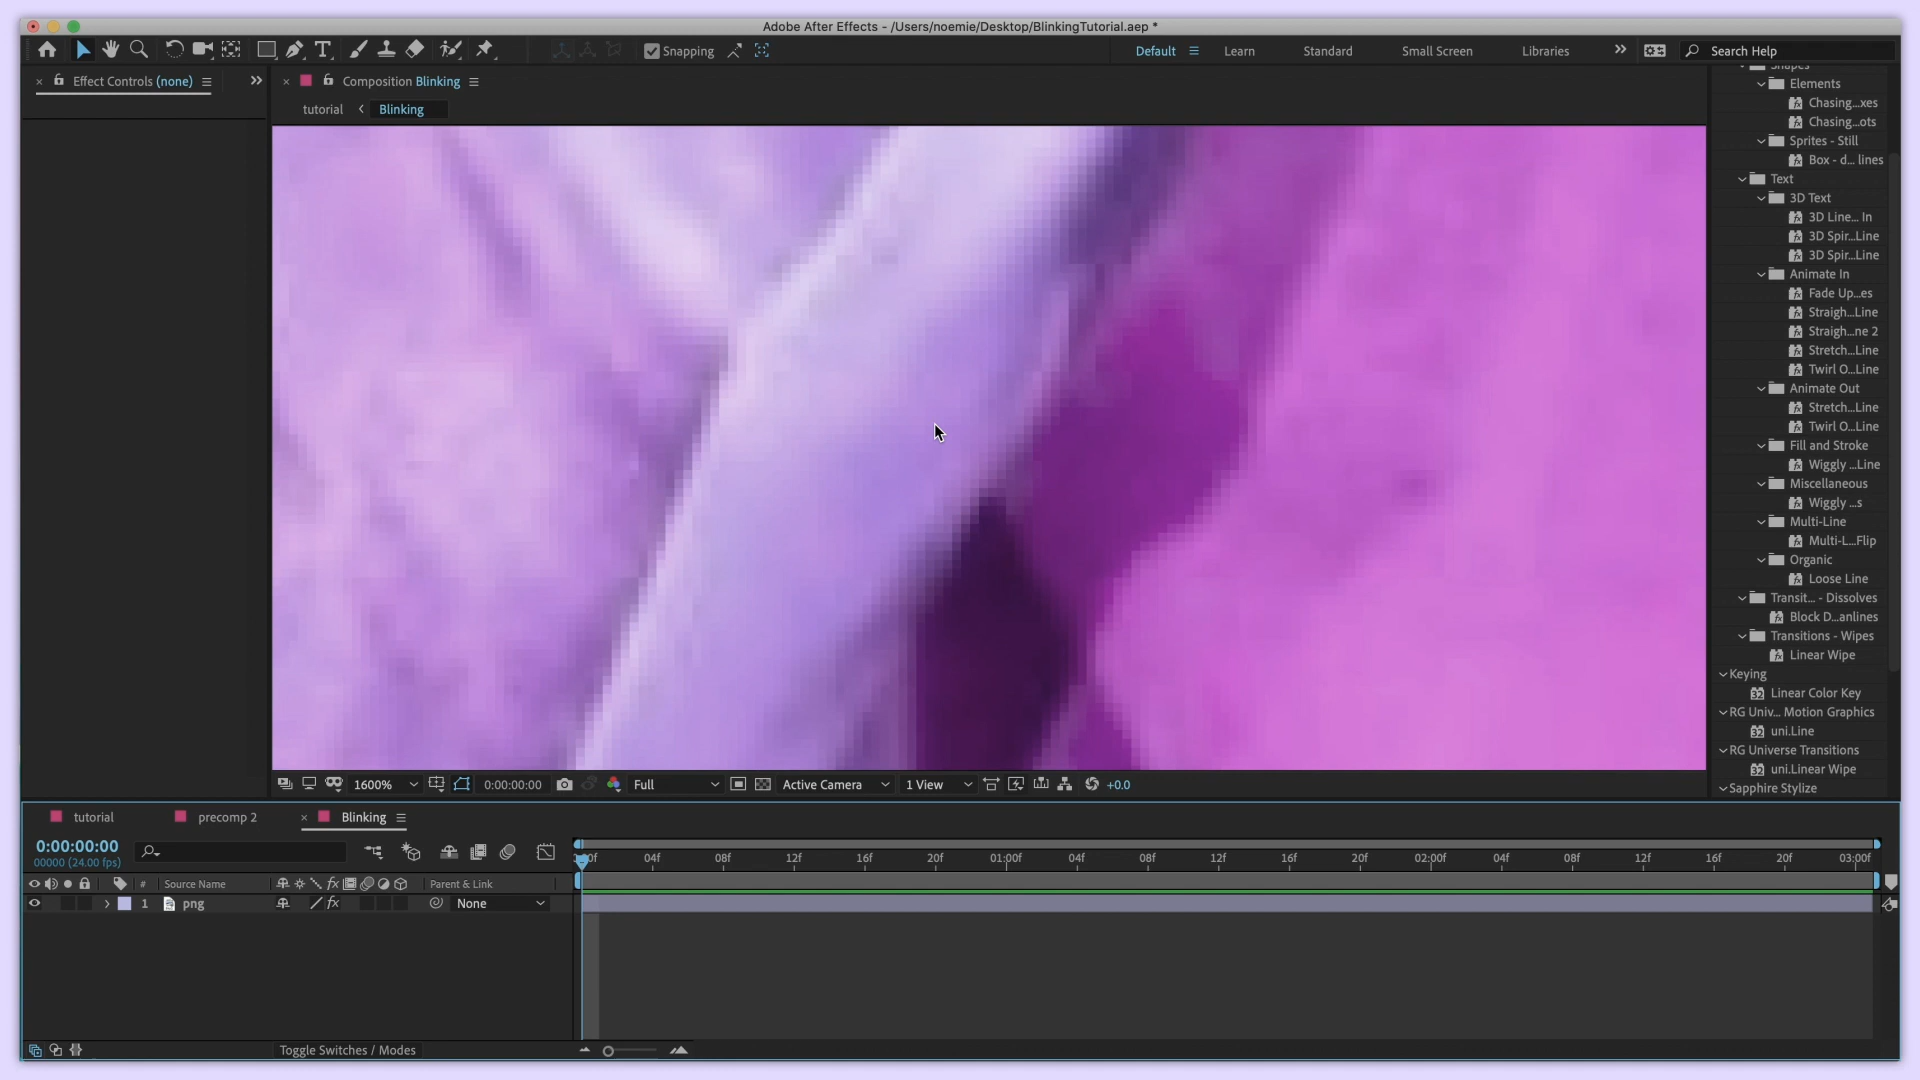 Adobe After Effects - /Users/noemie/Desktop/BlinkingTutorial.aep *
Snapping
Default
Learn
Standard
Small Screen
Libraries
Search Help
Effect Controls (none)
Composition Blinking
tutorial
Blinking
Shapes
Elements
Chasing...xes
Chasing...ots
Sprites - Still
Box - d... lines
Text
3D Text
3D Line... In
3D Spir...Line
3D Spir...Line
Animate In
Fade Up...es
Straigh...Line
Straigh...ne 2
Stretch...Line
Twirl O...Line
Animate Out
Stretch...Line
Twirl O...Line
Fill and Stroke
Wiggly ...Line
Miscellaneous
Wiggly ...s
Multi-Line
Multi-L...Flip
Organic
Loose Line
Transit... - Dissolves
Block D...anlines
Transitions - Wipes
Linear Wipe
Keying
32 Linear Color Key
RG Univ... Motion Graphics
32 uni.Line
RG Universe Transitions
32 uni.Linear Wipe
Sapphire Stylize
1600%
0:00:00:00
Full
Active Camera
1 View
+0.0
tutorial
precomp 2
Blinking
0:00:00:00
00000 (24.00 fps)
04f 08f 12f 16f 20f 01:00f 04f 08f 12f 16f 20f 02:00f 04f 08f 12f 16f 20f 03:00f
# Source Name
fx
Parent & Link
1 png
fx
None
Toggle Switches / Modes